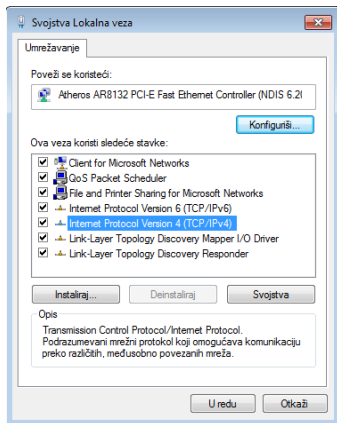 Svojstva Lokalna veza
Umrežavanje
Poveži se koristeći:
Atheros AR8132 PCI-E Fast Ethernet Controller (NDIS 6.20
Konfiguriši...
Ova veza koristi sledeće stavke:
Client for Microsoft Networks
QoS Packet Scheduler
File and Printer Sharing for Microsoft Networks
Internet Protocol Version 6 (TCP/IPv6)
Internet Protocol Version 4 (TCP/IPv4)
Link-Layer Topology Discovery Mapper I/O Driver
Link-Layer Topology Discovery Responder
Instaliraj...
Deinstaliraj
Svojstva
Opis
Transmission Control Protocol/Internet Protocol.
Podrazumevani mrežni protokol koji omogućava komunikaciju
preko različitih, međusobno povezanih mreža.
U redu
Otkaži